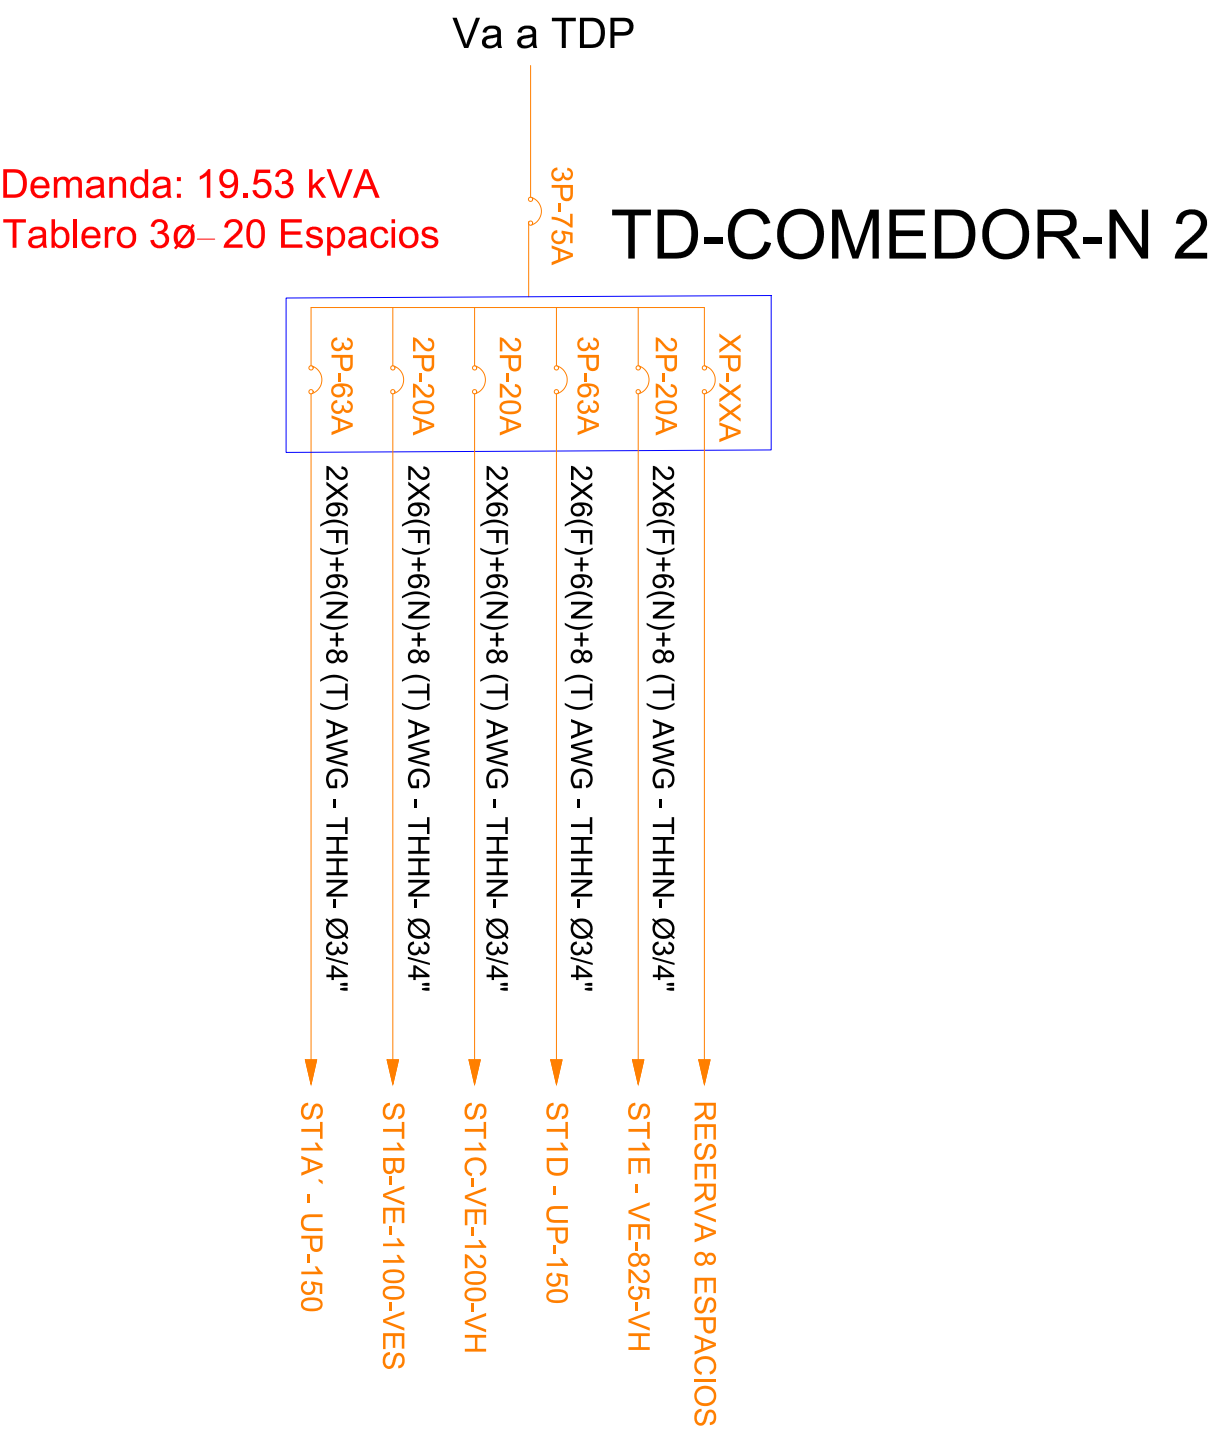 Va a TDP
Demanda: 19.53 kVA
Tablero 3ø– 20 Espacios
3P-75A
TD-COMEDOR-N 2
3P-63A
2P-20A
2P-20A
3P-63A
2P-20A
XP-XXA
2X6(F)+6(N)+8 (T) AWG - THHN- Ø3/4"
2X6(F)+6(N)+8 (T) AWG - THHN- Ø3/4"
2X6(F)+6(N)+8 (T) AWG - THHN- Ø3/4"
2X6(F)+6(N)+8 (T) AWG - THHN- Ø3/4"
2X6(F)+6(N)+8 (T) AWG - THHN- Ø3/4"
ST1A´ - UP-150
ST1B-VE-1100-VES
ST1C-VE-1200-VH
ST1D - UP-150
ST1E - VE-825-VH
RESERVA 8 ESPACIOS